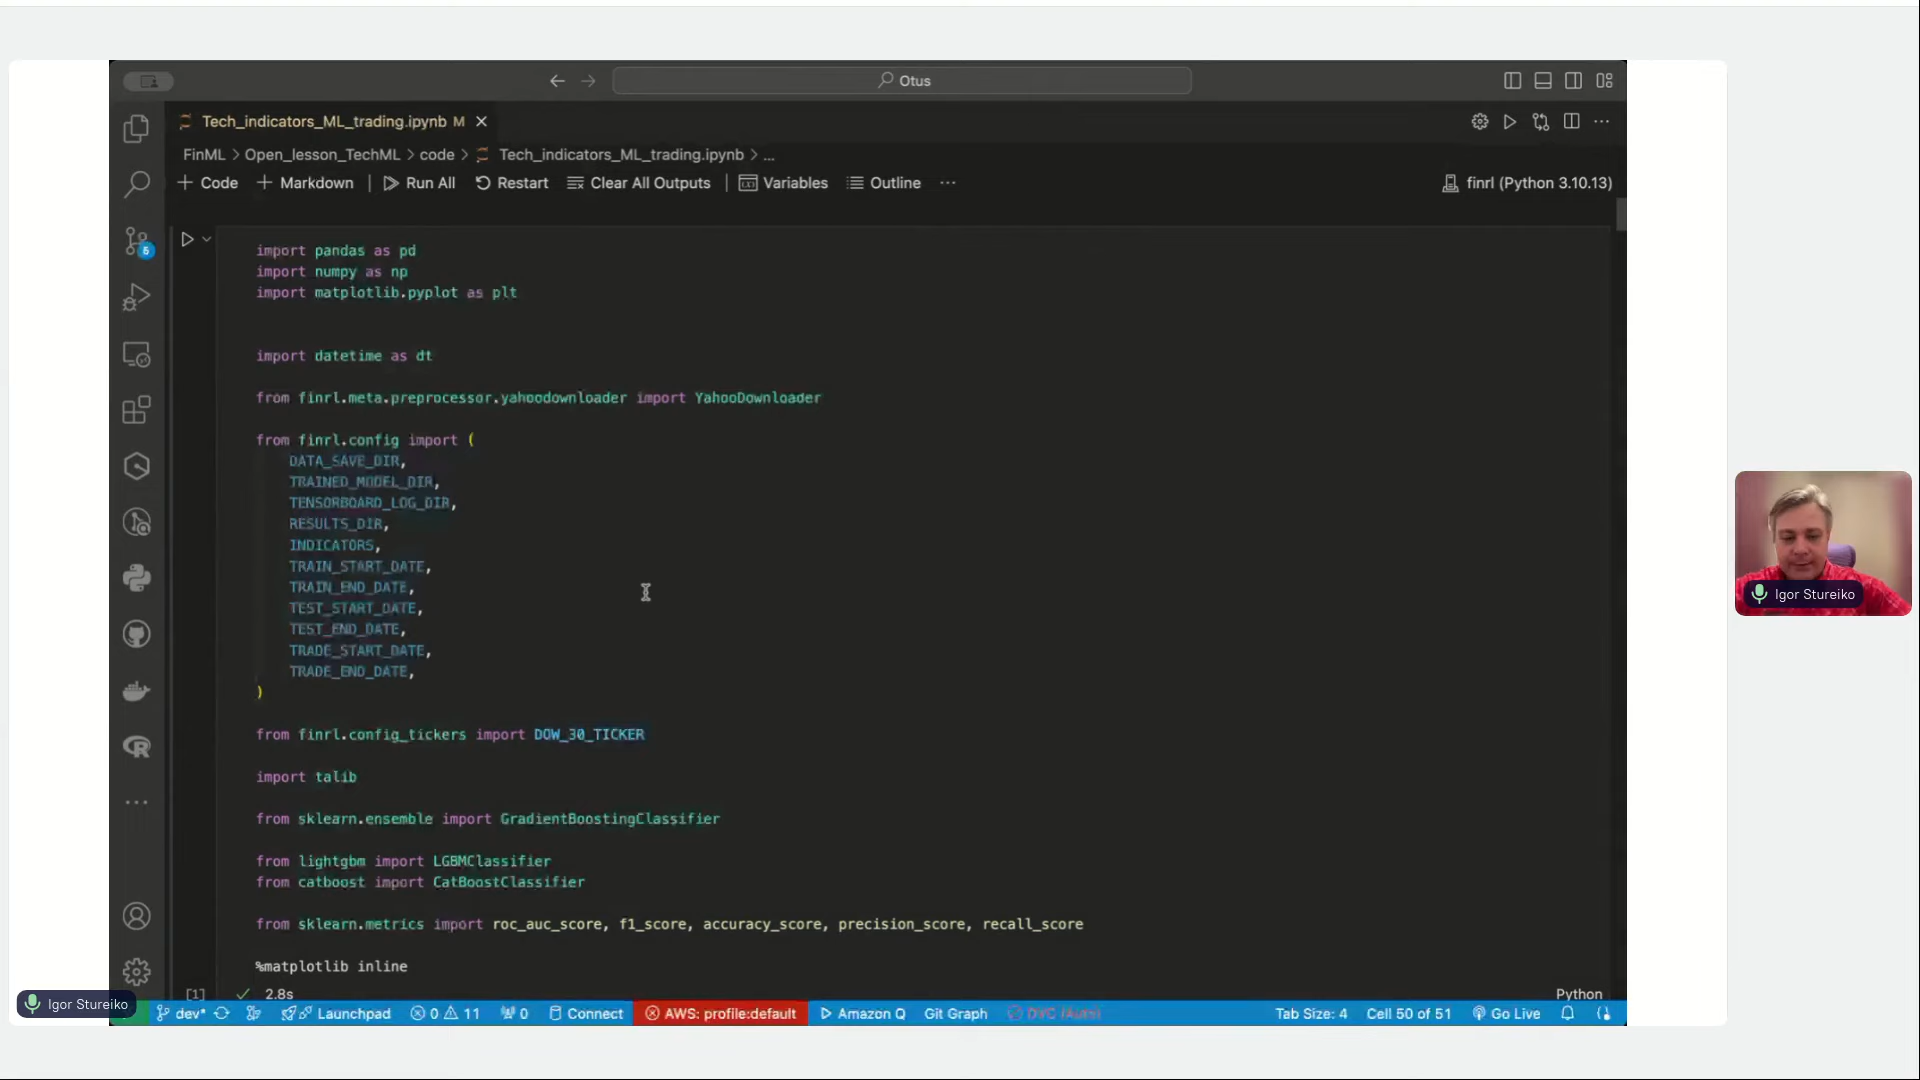 Otus
Tech_indicators_ML_trading.ipynb M
FinML > Open_lesson_TechML > code > Tech_indicators_ML_trading.ipynb > ...
+ Code + Markdown | Run All Restart Clear All Outputs | Variables Outline ...
finrl (Python 3.10.13)
import pandas as pd
import numpy as np
import matplotlib.pyplot as plt
import datetime as dt
from finrl.meta.preprocessor.yahoodownloader import YahooDownloader
from finrl.config import (
DATA_SAVE_DIR,
TRAINED_MODEL_DIR,
TENSORBOARD_LOG_DIR,
RESULTS_DIR,
INDICATORS,
TRAIN_START_DATE,
TRAIN_END_DATE,
TEST_START_DATE,
TEST_END_DATE,
TRADE_START_DATE,
TRADE_END_DATE,
)
from finrl.config_tickers import DOW_30_TICKER
import talib
from sklearn.ensemble import GradientBoostingClassifier
from lightgbm import LGBMClassifier
from catboost import CatBoostClassifier
from sklearn.metrics import roc_auc_score, f1_score, accuracy_score, precision_score, recall_score
%matplotlib inline
[1] 2.8s Python
dev* Launchpad 0 11 0 Connect AWS: profile:default Amazon Q Git Graph DVC (Auto) Tab Size: 4 Cell 50 of 51 Go Live
Igor Stureiko
Igor Stureiko